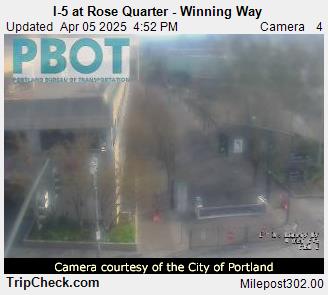 I-5 at Rose Quarter - Winning Way
Updated Apr 05 2025 4:52 PM Camera 4
PBOT
PORTLAND BUREAU OF TRANSPORTATION
Camera courtesy of the City of Portland
TripCheck.com Milepost302.00